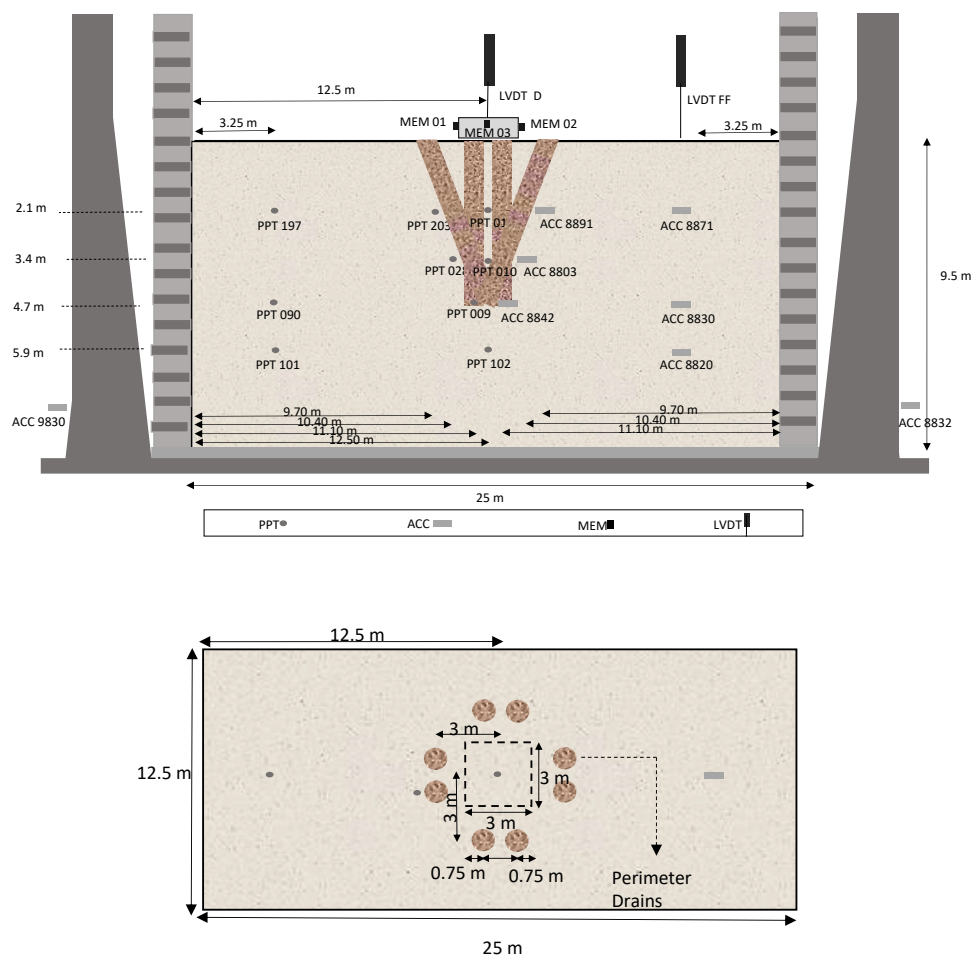 12.5 m
LVDT D
LVDT FF
3.25 m
MEM 01
MEM 02
3.25 m
MEM 03
2.1 m
PPT 197
PPT 203
PPT 01
ACC 8891
ACC 8871
3.4 m
PPT 02
PPT 010
ACC 8803
9.5 m
4.7 m
PPT 090
PPT 009
ACC 8842
ACC 8830
5.9 m
PPT 101
PPT 102
ACC 8820
ACC 9830
9.70 m
9.70 m
10.40 m
10.40 m
11.10 m
11.10 m
12.50 m
ACC 8832
25 m
PPT
ACC
MEM
LVDT
12.5 m
3 m
12.5 m
3 m
3 m
3 m
0.75 m
0.75 m
Perimeter
Drains
25 m